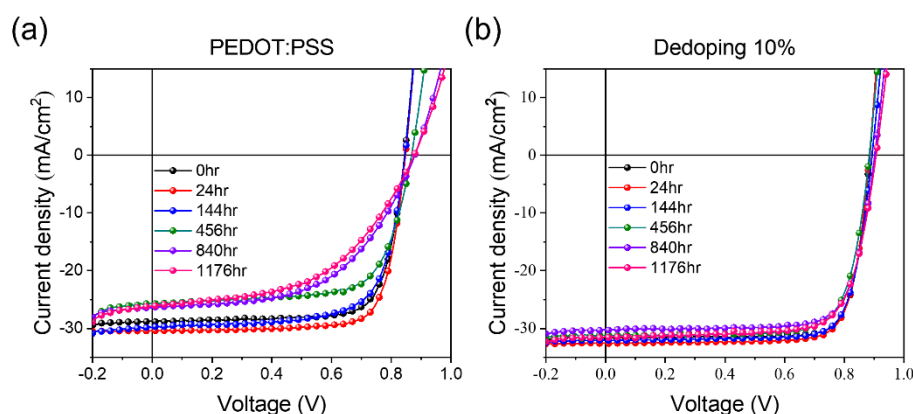 (a)
PEDOT:PSS
Current density (mA/cm²)
10
0
-10
-20
-30
0hr
24hr
144hr
456hr
840hr
1176hr
-0.2 0.0 0.2 0.4 0.6 0.8 1.0
Voltage (V)
(b)
Dedoping 10%
Current density (mA/cm²)
10
0
-10
-20
-30
0hr
24hr
144hr
456hr
840hr
1176hr
-0.2 0.0 0.2 0.4 0.6 0.8 1.0
Voltage (V)